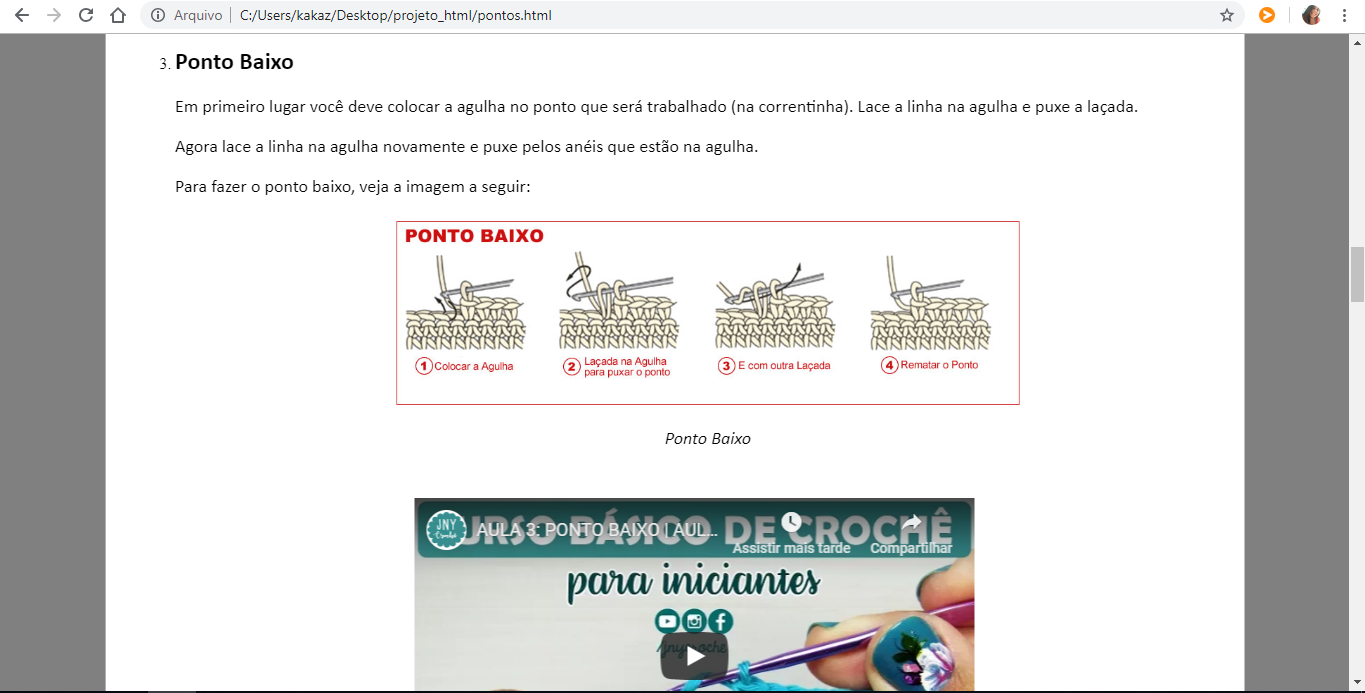 Arquivo C:/Users/kakaz/Desktop/projeto_html/pontos.html
3. Ponto Baixo
Em primeiro lugar você deve colocar a agulha no ponto que será trabalhado (na correntinha). Lace a linha na agulha e puxe a laçada.
Agora lace a linha na agulha novamente e puxe pelos anéis que estão na agulha.
Para fazer o ponto baixo, veja a imagem a seguir:
PONTO BAIXO
1 Colocar a Agulha
2 Laçada na Agulha
para puxar o ponto
3 E com outra Laçada
4 Rematar o Ponto
Ponto Baixo
JNY
Crochê
AULA 3: PONTO BAIXO | AUL...
URSO BÁSICO DE CROCHÊ
Assistir mais tarde Compartilhar
para iniciantes
/jnycrochê